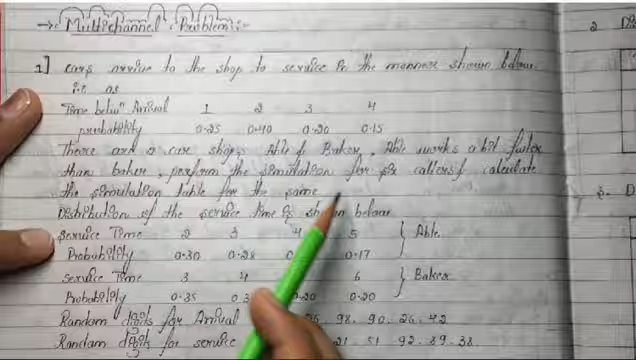 → Multichannel Problem:-
1] cars arrive to the shop to service in the manner shown below
i.e as
Time betwn Arrival 1 2 3 4
probability 0.25 0.40 0.20 0.15
There are 2 car shops Able & Baker, Able works a bit faster
than baker, perform the simulation for six callers & calculate
the simulation table for the same.
Distribution of the service time is shown below
Service Time 2 3 4 5 } Able
Probability 0.30 0.28 0.17
Service Time 3 4 6 } Baker
Probability 0.35 0.20 0.20
Random digits for Arrival 98. 90. 26. 42
Random digits for service 21. 51. 92. 89. 38.
2